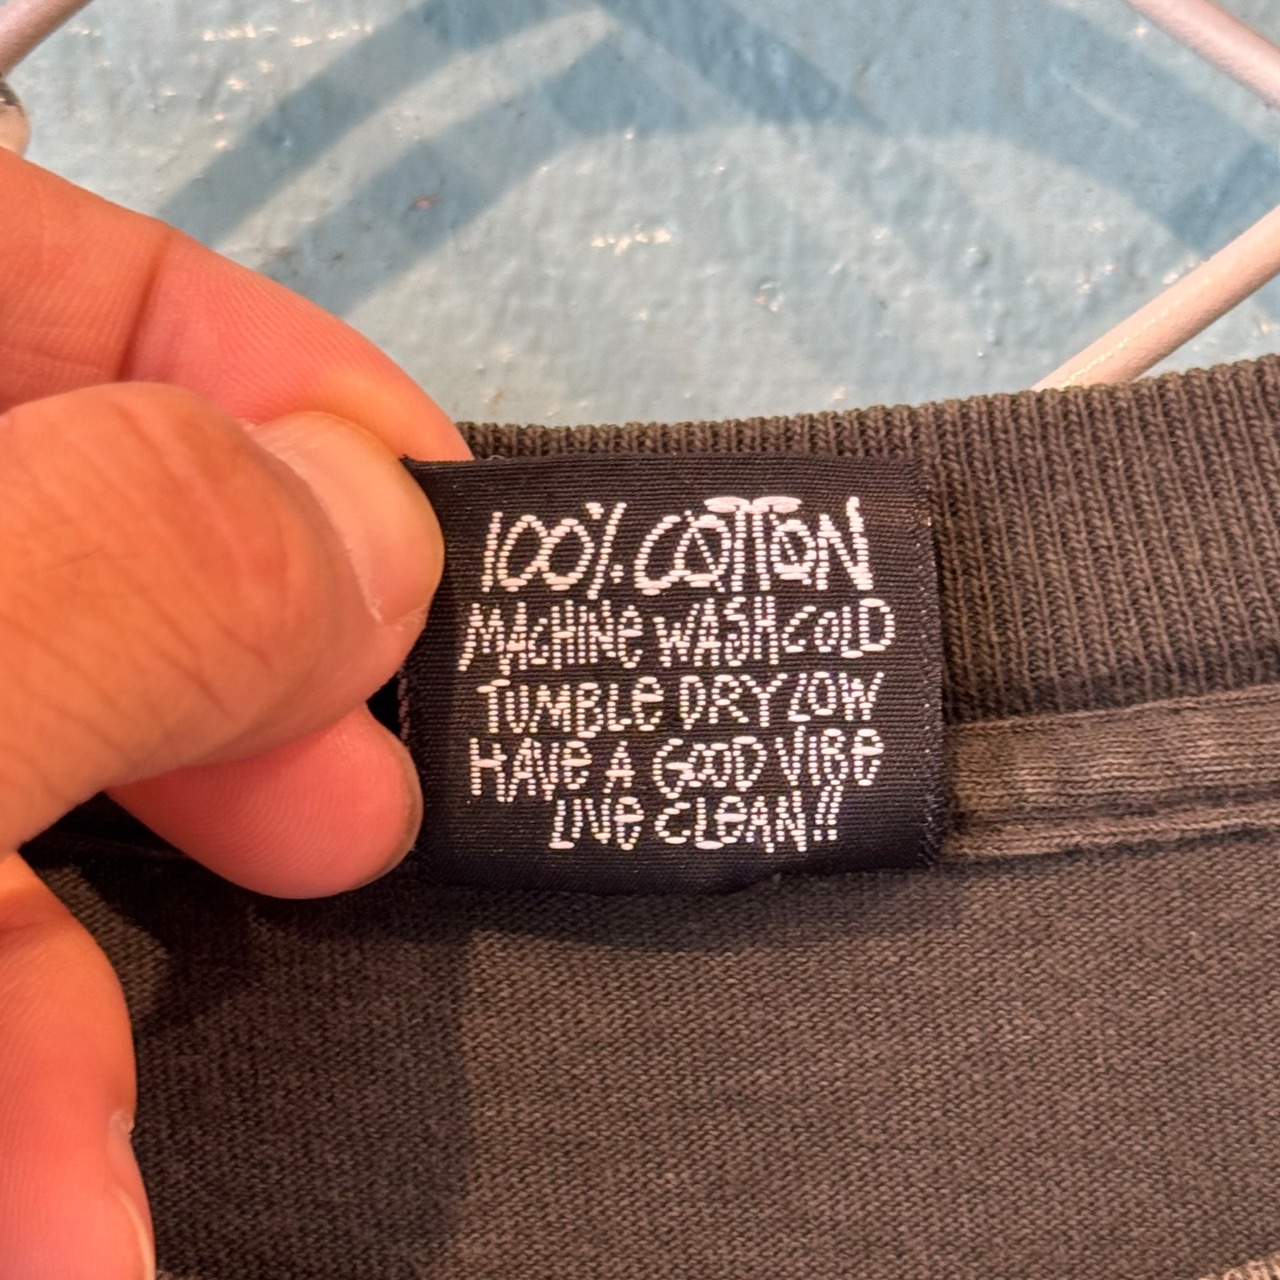 100% COTTON
MACHINE WASH COLD
TUMBLE DRY LOW
HAVE A GOOD VIBE
LIVE CLEAN!!